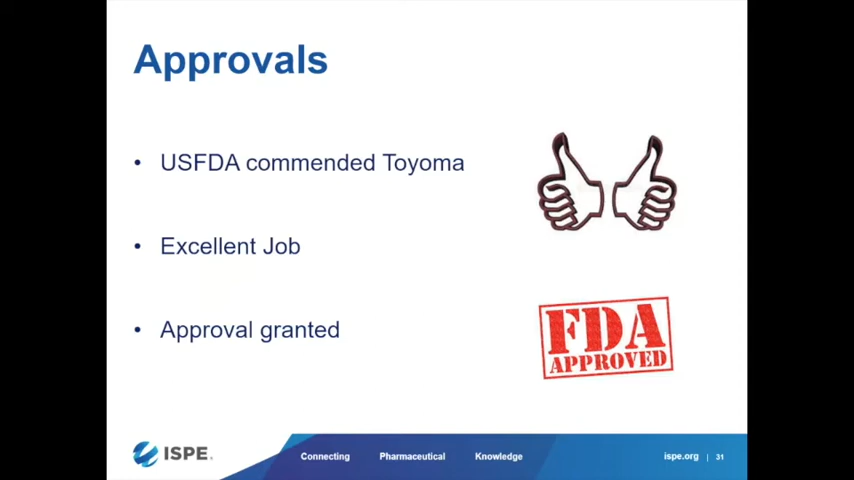 Approvals
• USFDA commended Toyoma
• Excellent Job
• Approval granted
FDA
APPROVED
ISPE.
Connecting Pharmaceutical Knowledge
ispe.org | 31